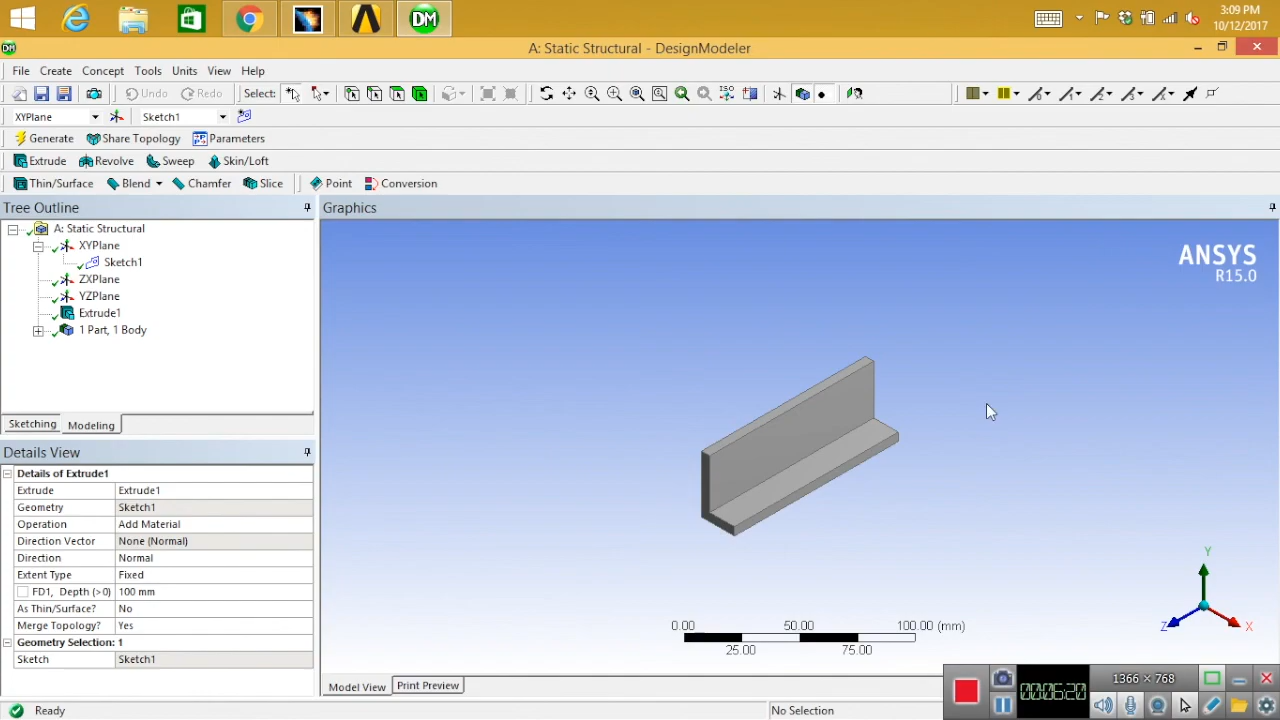 3:09 PM
10/12/2017
DM
DM
A: Static Structural - DesignModeler
File Create Concept Tools Units View Help
Undo Redo Select:
XYPlane Sketch1
Generate Share Topology Parameters
Extrude Revolve Sweep Skin/Loft
Thin/Surface Blend Chamfer Slice Point Conversion
Tree Outline
Graphics
A: Static Structural
XYPlane
Sketch1
ZXPlane
YZPlane
Extrude1
1 Part, 1 Body
ANSYS
R15.0
Sketching Modeling
Details View
Details of Extrude1
Extrude Extrude1
Geometry Sketch1
Operation Add Material
Direction Vector None (Normal)
Direction Normal
Extent Type Fixed
FD1, Depth (>0) 100 mm
As Thin/Surface? No
Merge Topology? Yes
Geometry Selection: 1
Sketch Sketch1
Y
Z
X
0.00 50.00 100.00 (mm)
25.00 75.00
Model View Print Preview
1366 × 768
00:06:20
Ready
No Selection